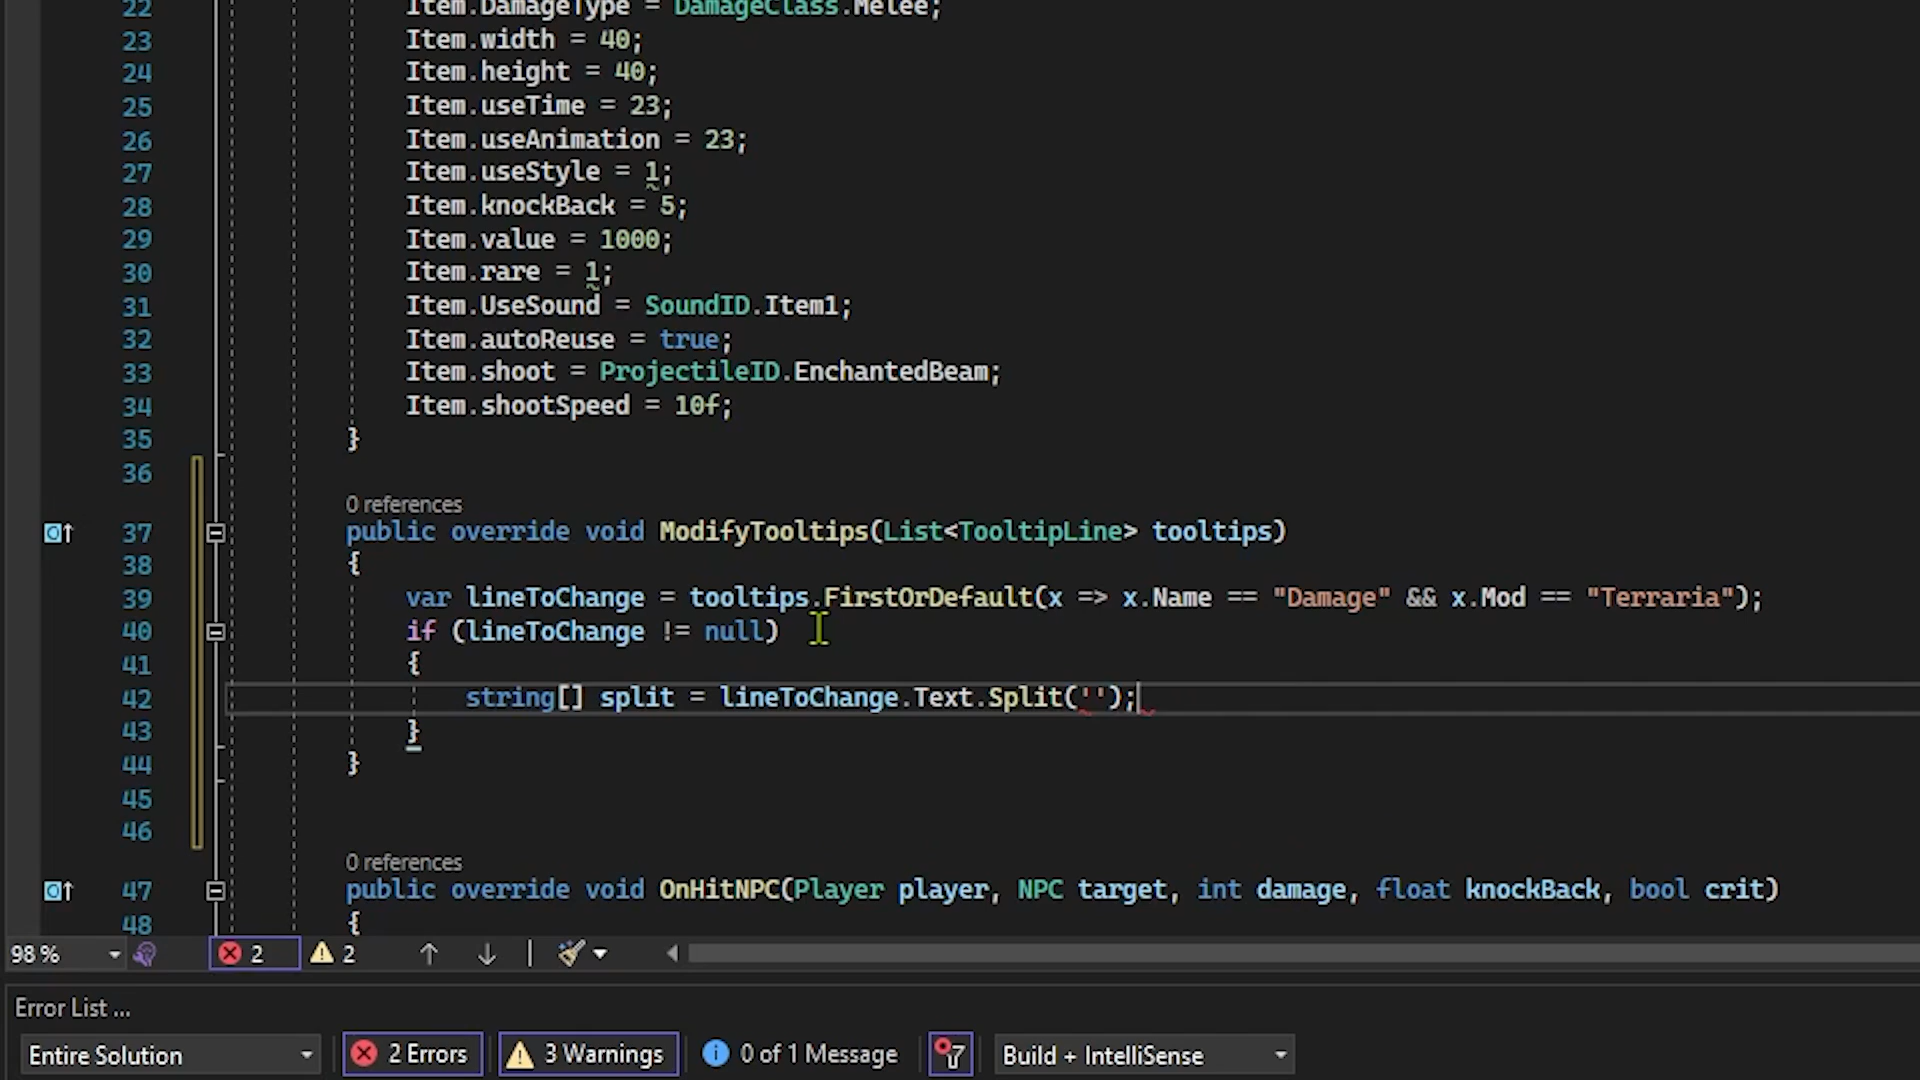 22 Item.DamageType = DamageClass.Melee;
23 Item.width = 40;
24 Item.height = 40;
25 Item.useTime = 23;
26 Item.useAnimation = 23;
27 Item.useStyle = 1;
28 Item.knockBack = 5;
29 Item.value = 1000;
30 Item.rare = 1;
31 Item.UseSound = SoundID.Item1;
32 Item.autoReuse = true;
33 Item.shoot = ProjectileID.EnchantedBeam;
34 Item.shootSpeed = 10f;
35 }
36
0 references
37 public override void ModifyTooltips(List<TooltipLine> tooltips)
38 {
39 var lineToChange = tooltips.FirstOrDefault(x => x.Name == "Damage" && x.Mod == "Terraria");
40 if (lineToChange != null)
41 {
42 string[] split = lineToChange.Text.Split('');
43 }
44 }
45
46
0 references
47 public override void OnHitNPC(Player player, NPC target, int damage, float knockBack, bool crit)
48 {
98 % 2 2
Error List ...
Entire Solution 2 Errors 3 Warnings 0 of 1 Message Build + IntelliSense